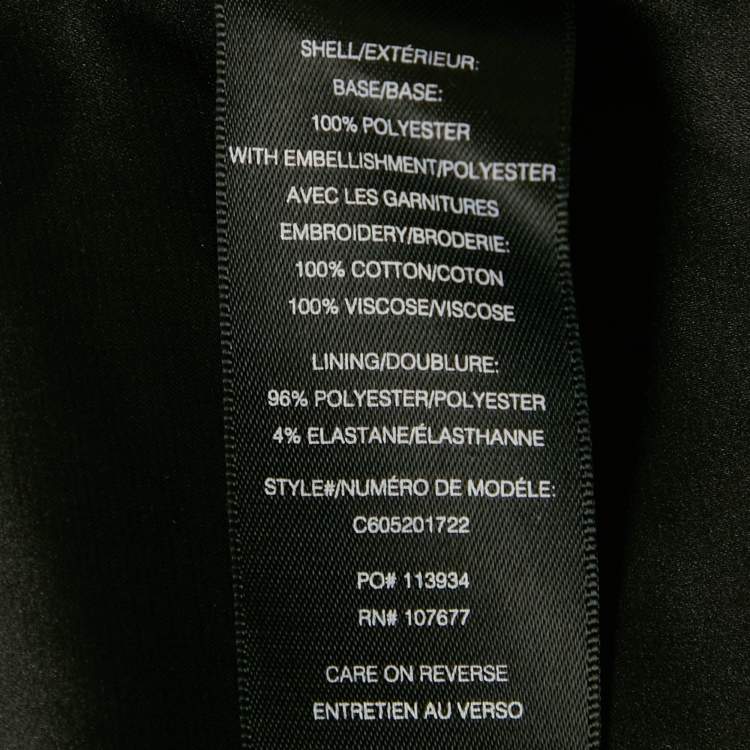 SHELL/EXTÉRIEUR:
BASE/BASE:
100% POLYESTER
WITH EMBELLISHMENT/POLYESTER
AVEC LES GARNITURES
EMBROIDERY/BRODERIE:
100% COTTON/COTON
100% VISCOSE/VISCOSE
LINING/DOUBLURE:
96% POLYESTER/POLYESTER
4% ELASTANE/ÉLASTHANNE
STYLE#/NUMÉRO DE MODÉLE:
C605201722
PO# 113934
RN# 107677
CARE ON REVERSE
ENTRETIEN AU VERSO